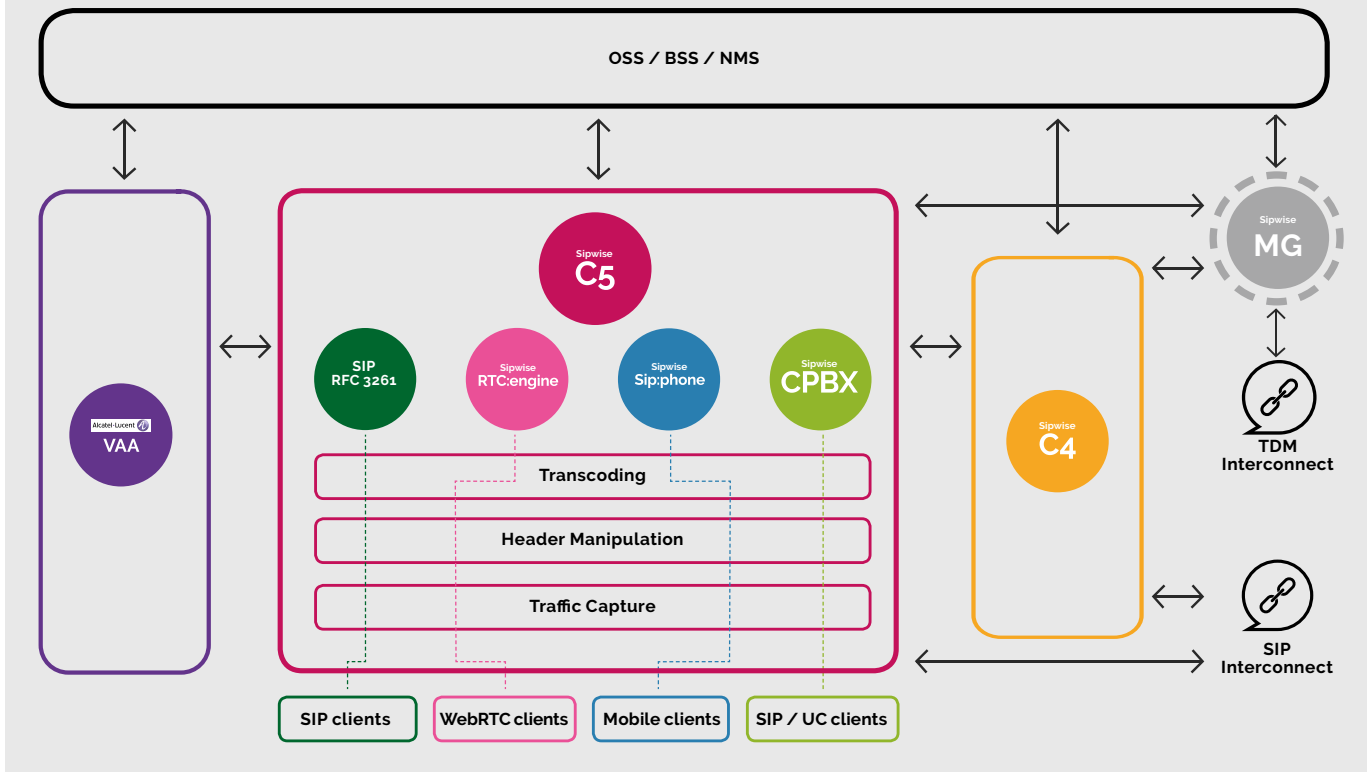 OSS / BSS / NMS
Sipwise
MG
Sipwise
C5
SIP
RFC 3261
Sipwise
RTC:engine
Sipwise
Sip:phone
Sipwise
CPBX
Alcatel-Lucent
VAA
Sipwise
C4
TDM
Interconnect
Transcoding
Header Manipulation
Traffic Capture
SIP
Interconnect
SIP clients
WebRTC clients
Mobile clients
SIP / UC clients